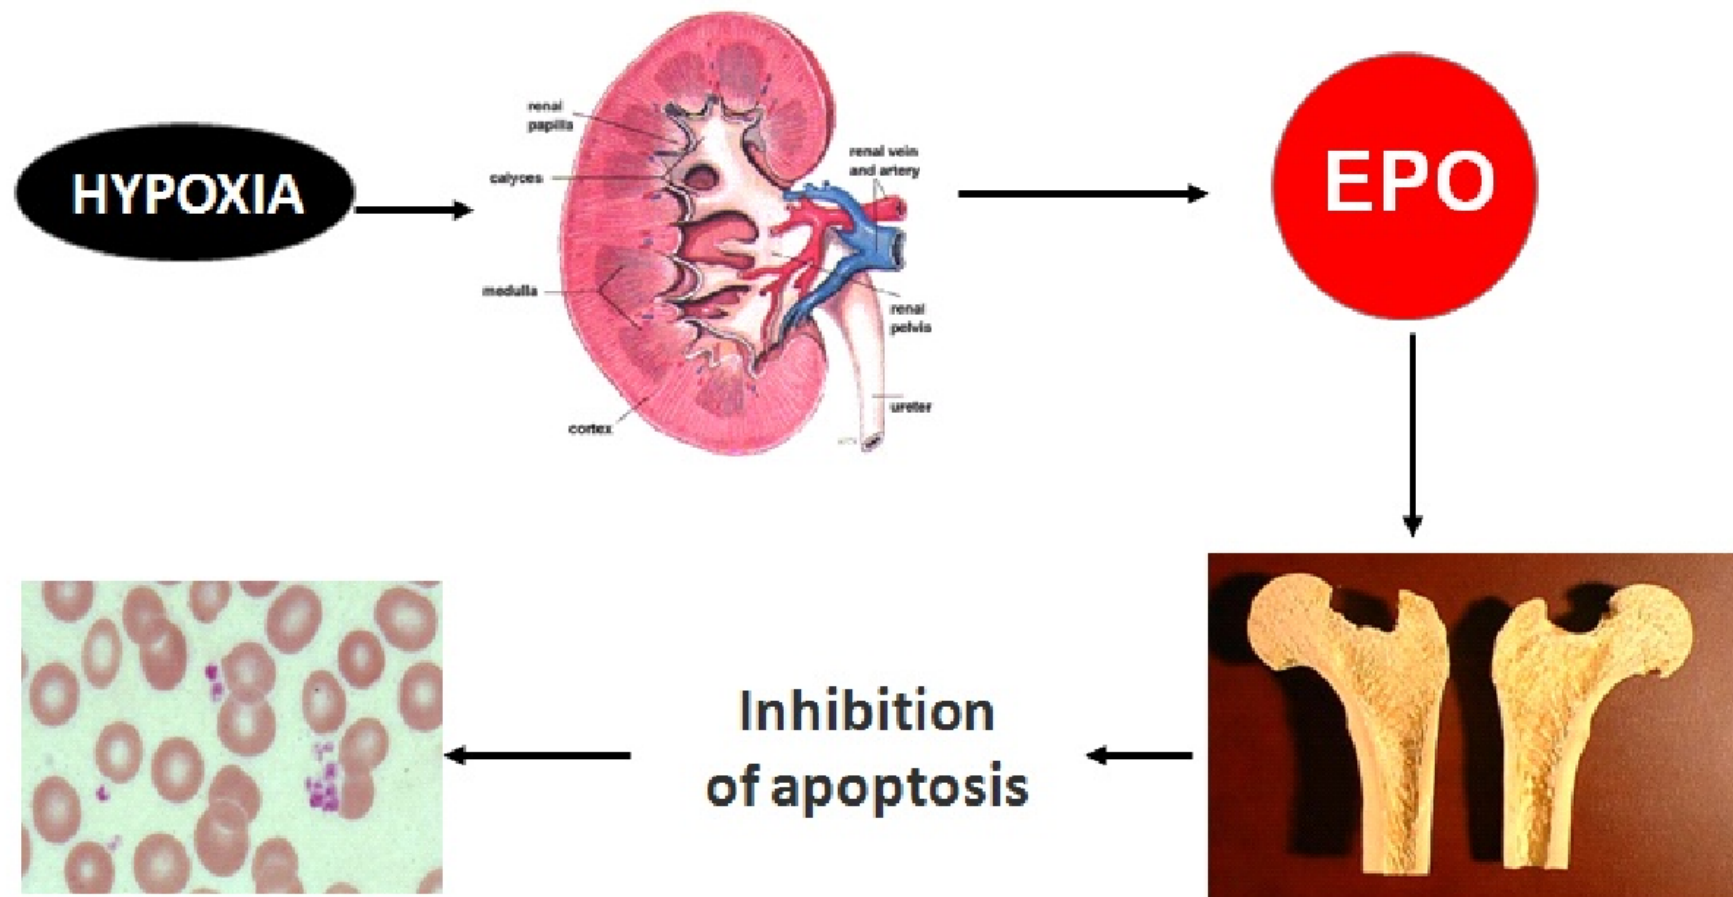 HYPOXIA
renal
papilla
calyces
medulla
cortex
renal vein
and artery
renal
pelvis
ureter
EPO
Inhibition
of apoptosis